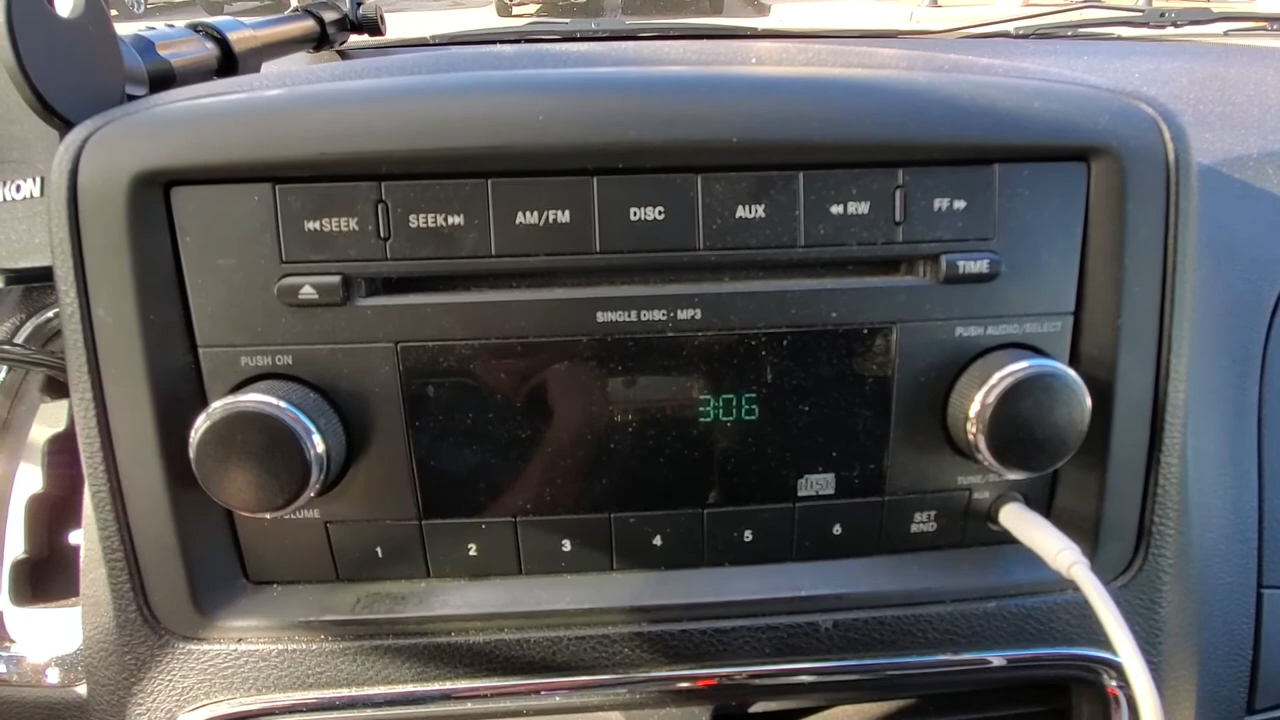 KON
SEEK
SEEK
AM/FM
DISC
AUX
RW
FF
TIME
SINGLE DISC · MP3
PUSH ON
PUSH AUDIO/SELECT
3:06
DISC
VOLUME
1
2
3
4
5
6
SET
RND